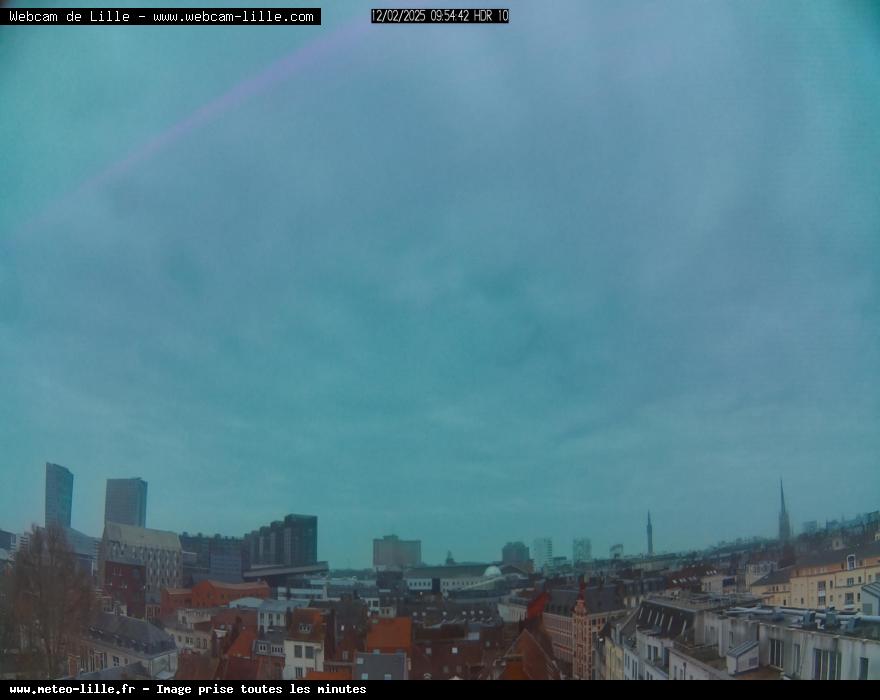 Webcam de Lille - www.webcam-lille.com
12/02/2025 09:54:42 HDR 10
www.meteo-lille.fr - Image prise toutes les minutes